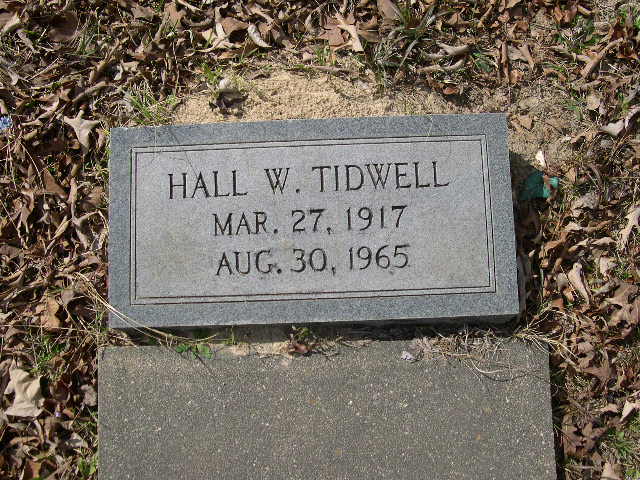 HALL W. TIDWELL
MAR. 27, 1917
AUG. 30, 1965